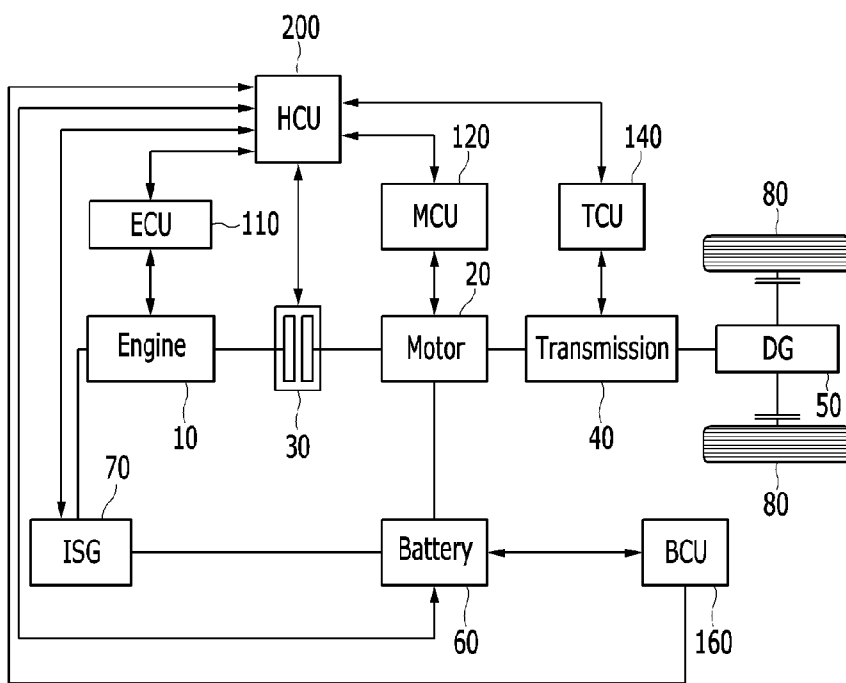 200
HCU
120
140
80
ECU
110
MCU
TCU
20
Engine
Motor
Transmission
DG
10
30
40
50
70
80
ISG
Battery
BCU
60
160